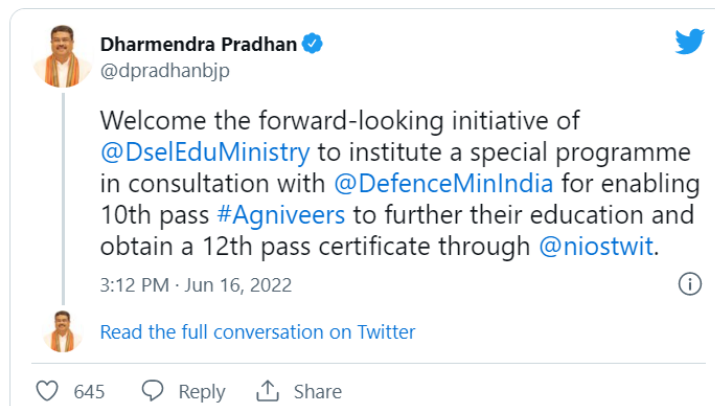 Dharmendra Pradhan
@dpradhanbjp
Welcome the forward-looking initiative of
@DselEduMinistry to institute a special programme
in consultation with @DefenceMinIndia for enabling
10th pass #Agniveers to further their education and
obtain a 12th pass certificate through @niostwit.
3:12 PM · Jun 16, 2022
Read the full conversation on Twitter
645 Reply Share